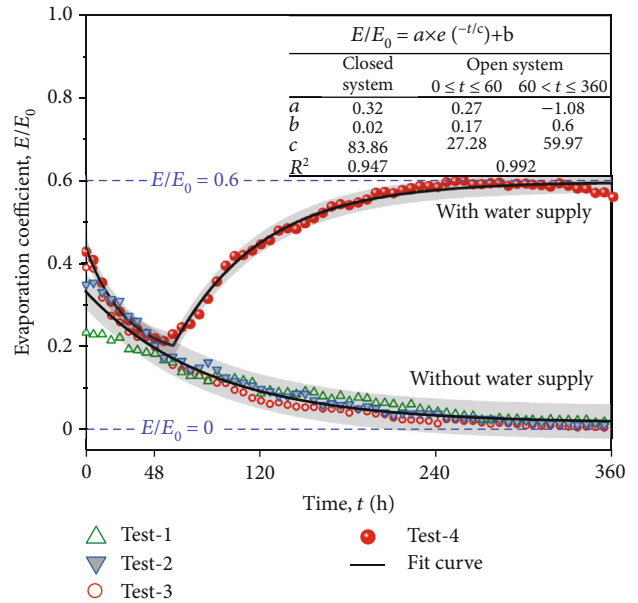 E/E₀ = a×e (⁻ᵗ/ᶜ)+b
Closed system Open system
0 ≤ t ≤ 60 60 < t ≤ 360
a 0.32 0.27 −1.08
b 0.02 0.17 0.6
c 83.86 27.28 59.97
R² 0.947 0.992
1.0
0.8
0.6
0.4
0.2
0
Evaporation coefficient, E/E₀
E/E₀ = 0.6
With water supply
Without water supply
E/E₀ = 0
0 48 120 240 360
Time, t (h)
Test-1
Test-2
Test-3
Test-4
Fit curve